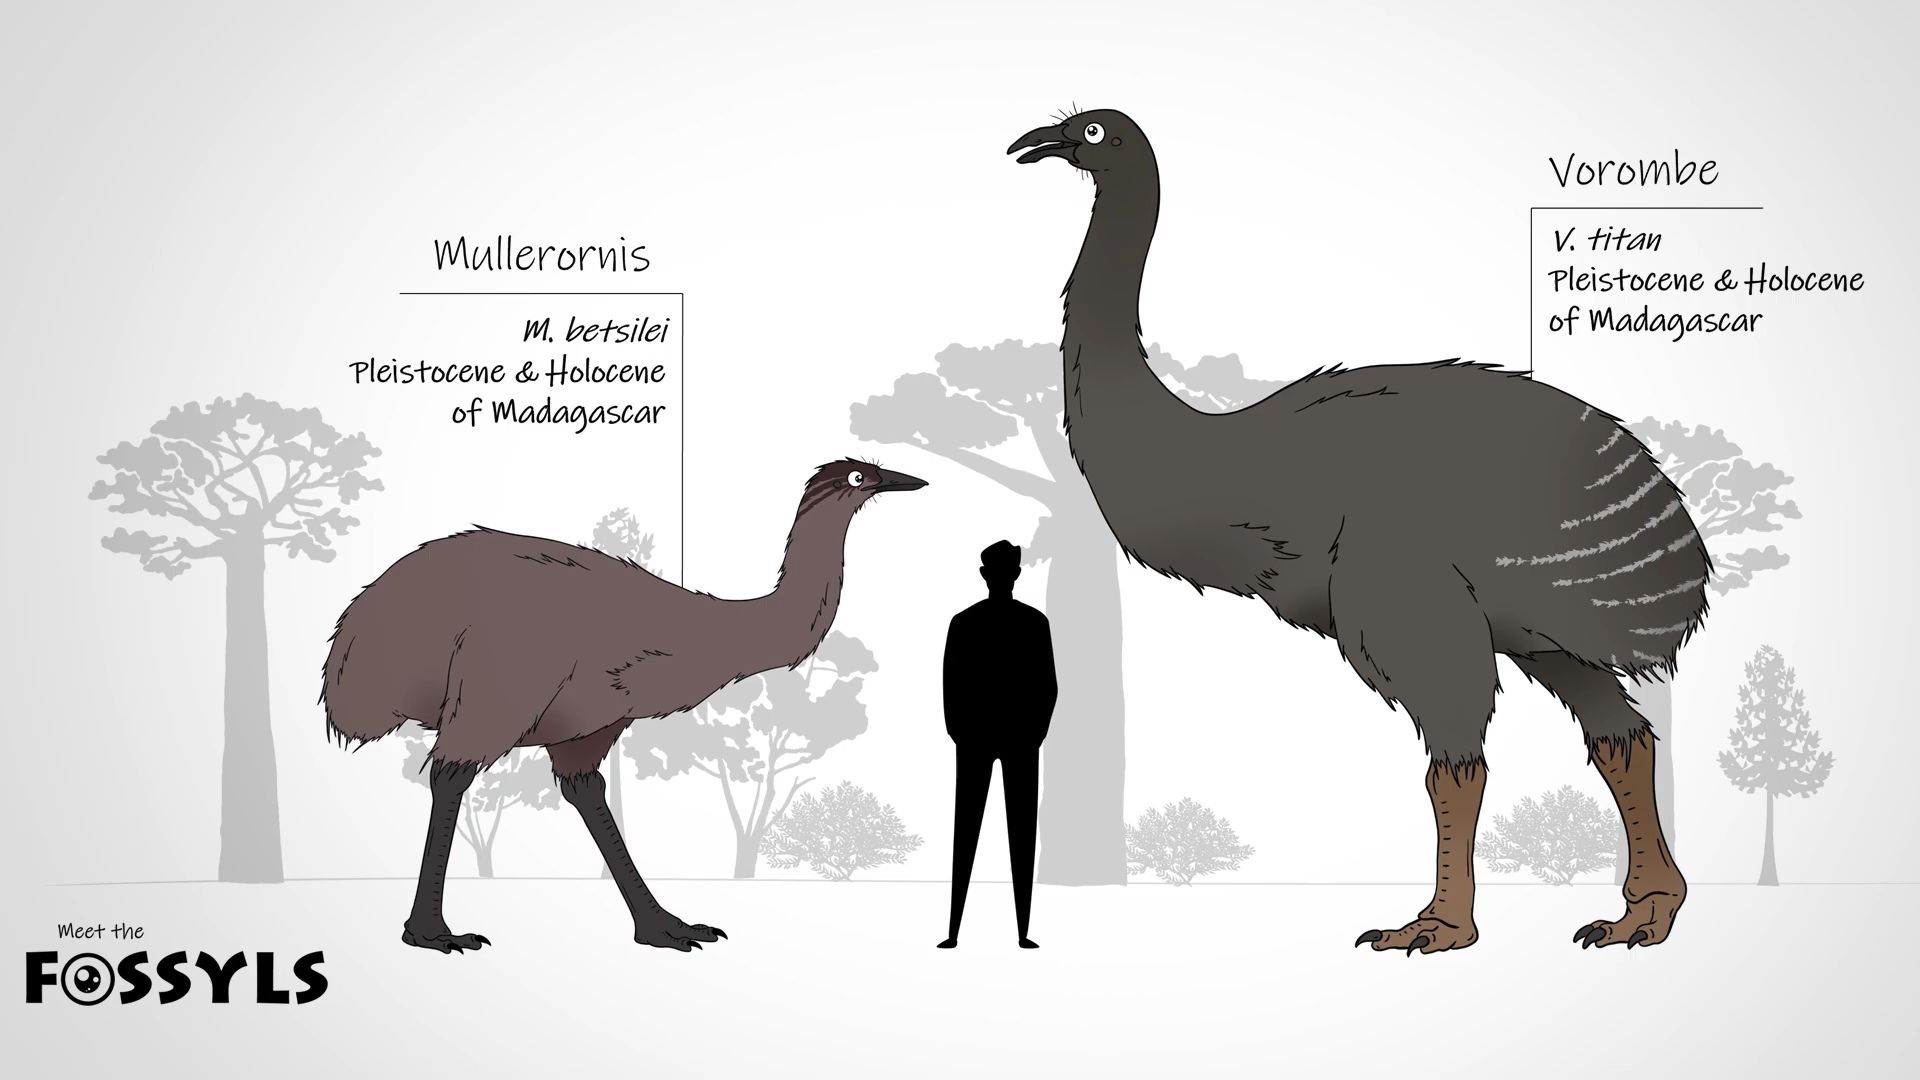 Mullerornis
M. betsilei
Pleistocene & Holocene
of Madagascar
Vorombe
V. titan
Pleistocene & Holocene
of Madagascar
Meet the
FOSSYLS